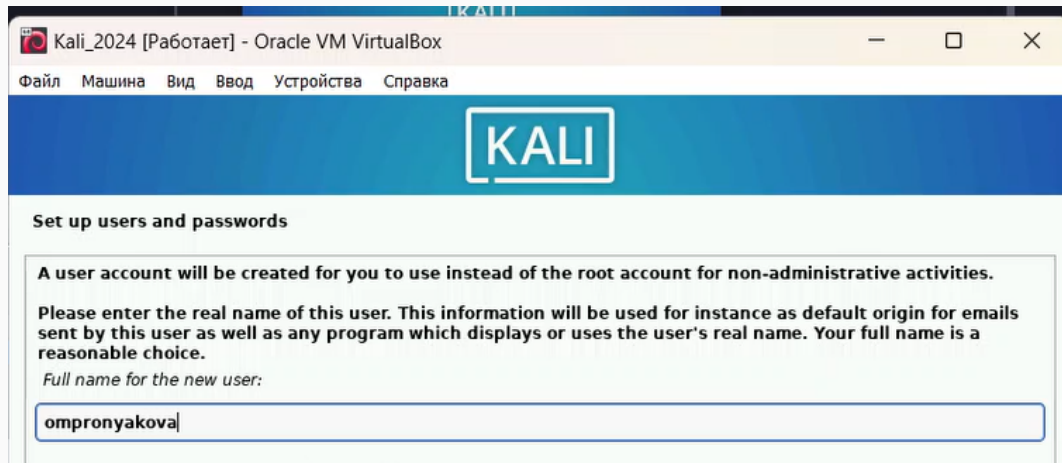 KALI
Kali_2024 [Работает] - Oracle VM VirtualBox
Файл Машина Вид Ввод Устройства Справка
KALI
Set up users and passwords
A user account will be created for you to use instead of the root account for non-administrative activities.
Please enter the real name of this user. This information will be used for instance as default origin for emails
sent by this user as well as any program which displays or uses the user's real name. Your full name is a
reasonable choice.
Full name for the new user:
ompronyakova